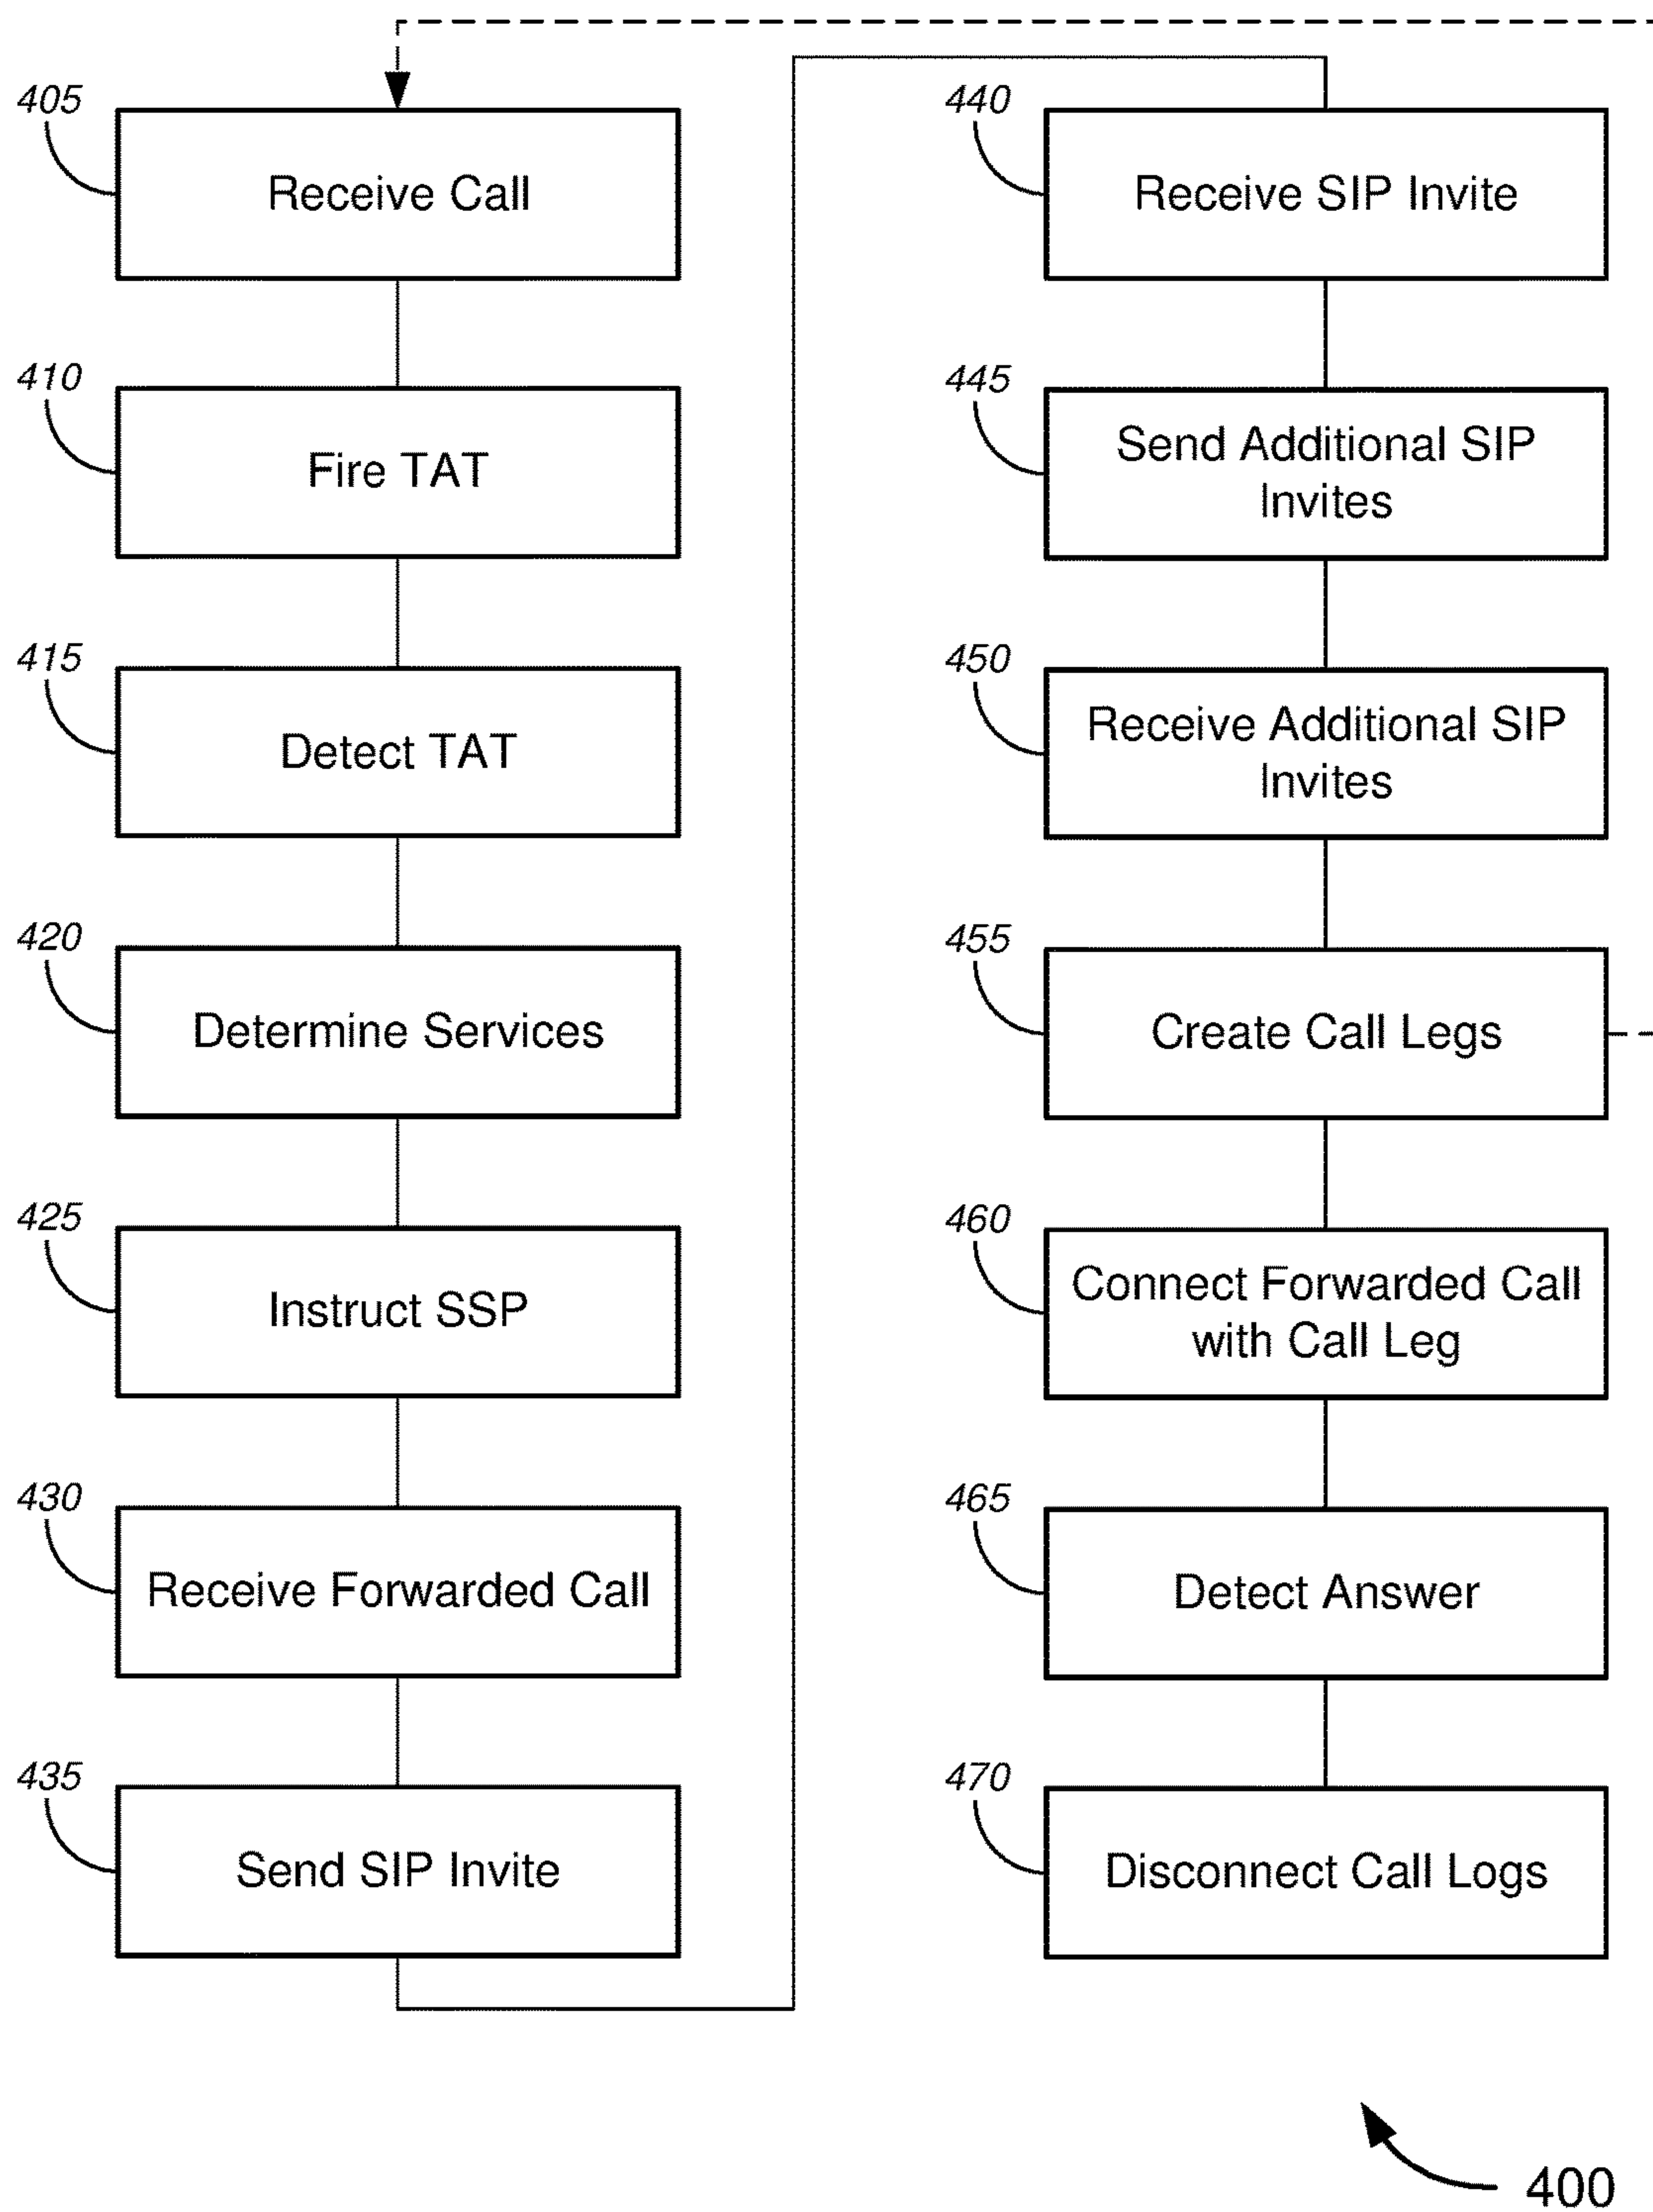 405
Receive Call
410
Fire TAT
415
Detect TAT
420
Determine Services
425
Instruct SSP
430
Receive Forwarded Call
435
Send SIP Invite
440
Receive SIP Invite
445
Send Additional SIP
Invites
450
Receive Additional SIP
Invites
455
Create Call Legs
460
Connect Forwarded Call
with Call Leg
465
Detect Answer
470
Disconnect Call Logs
400